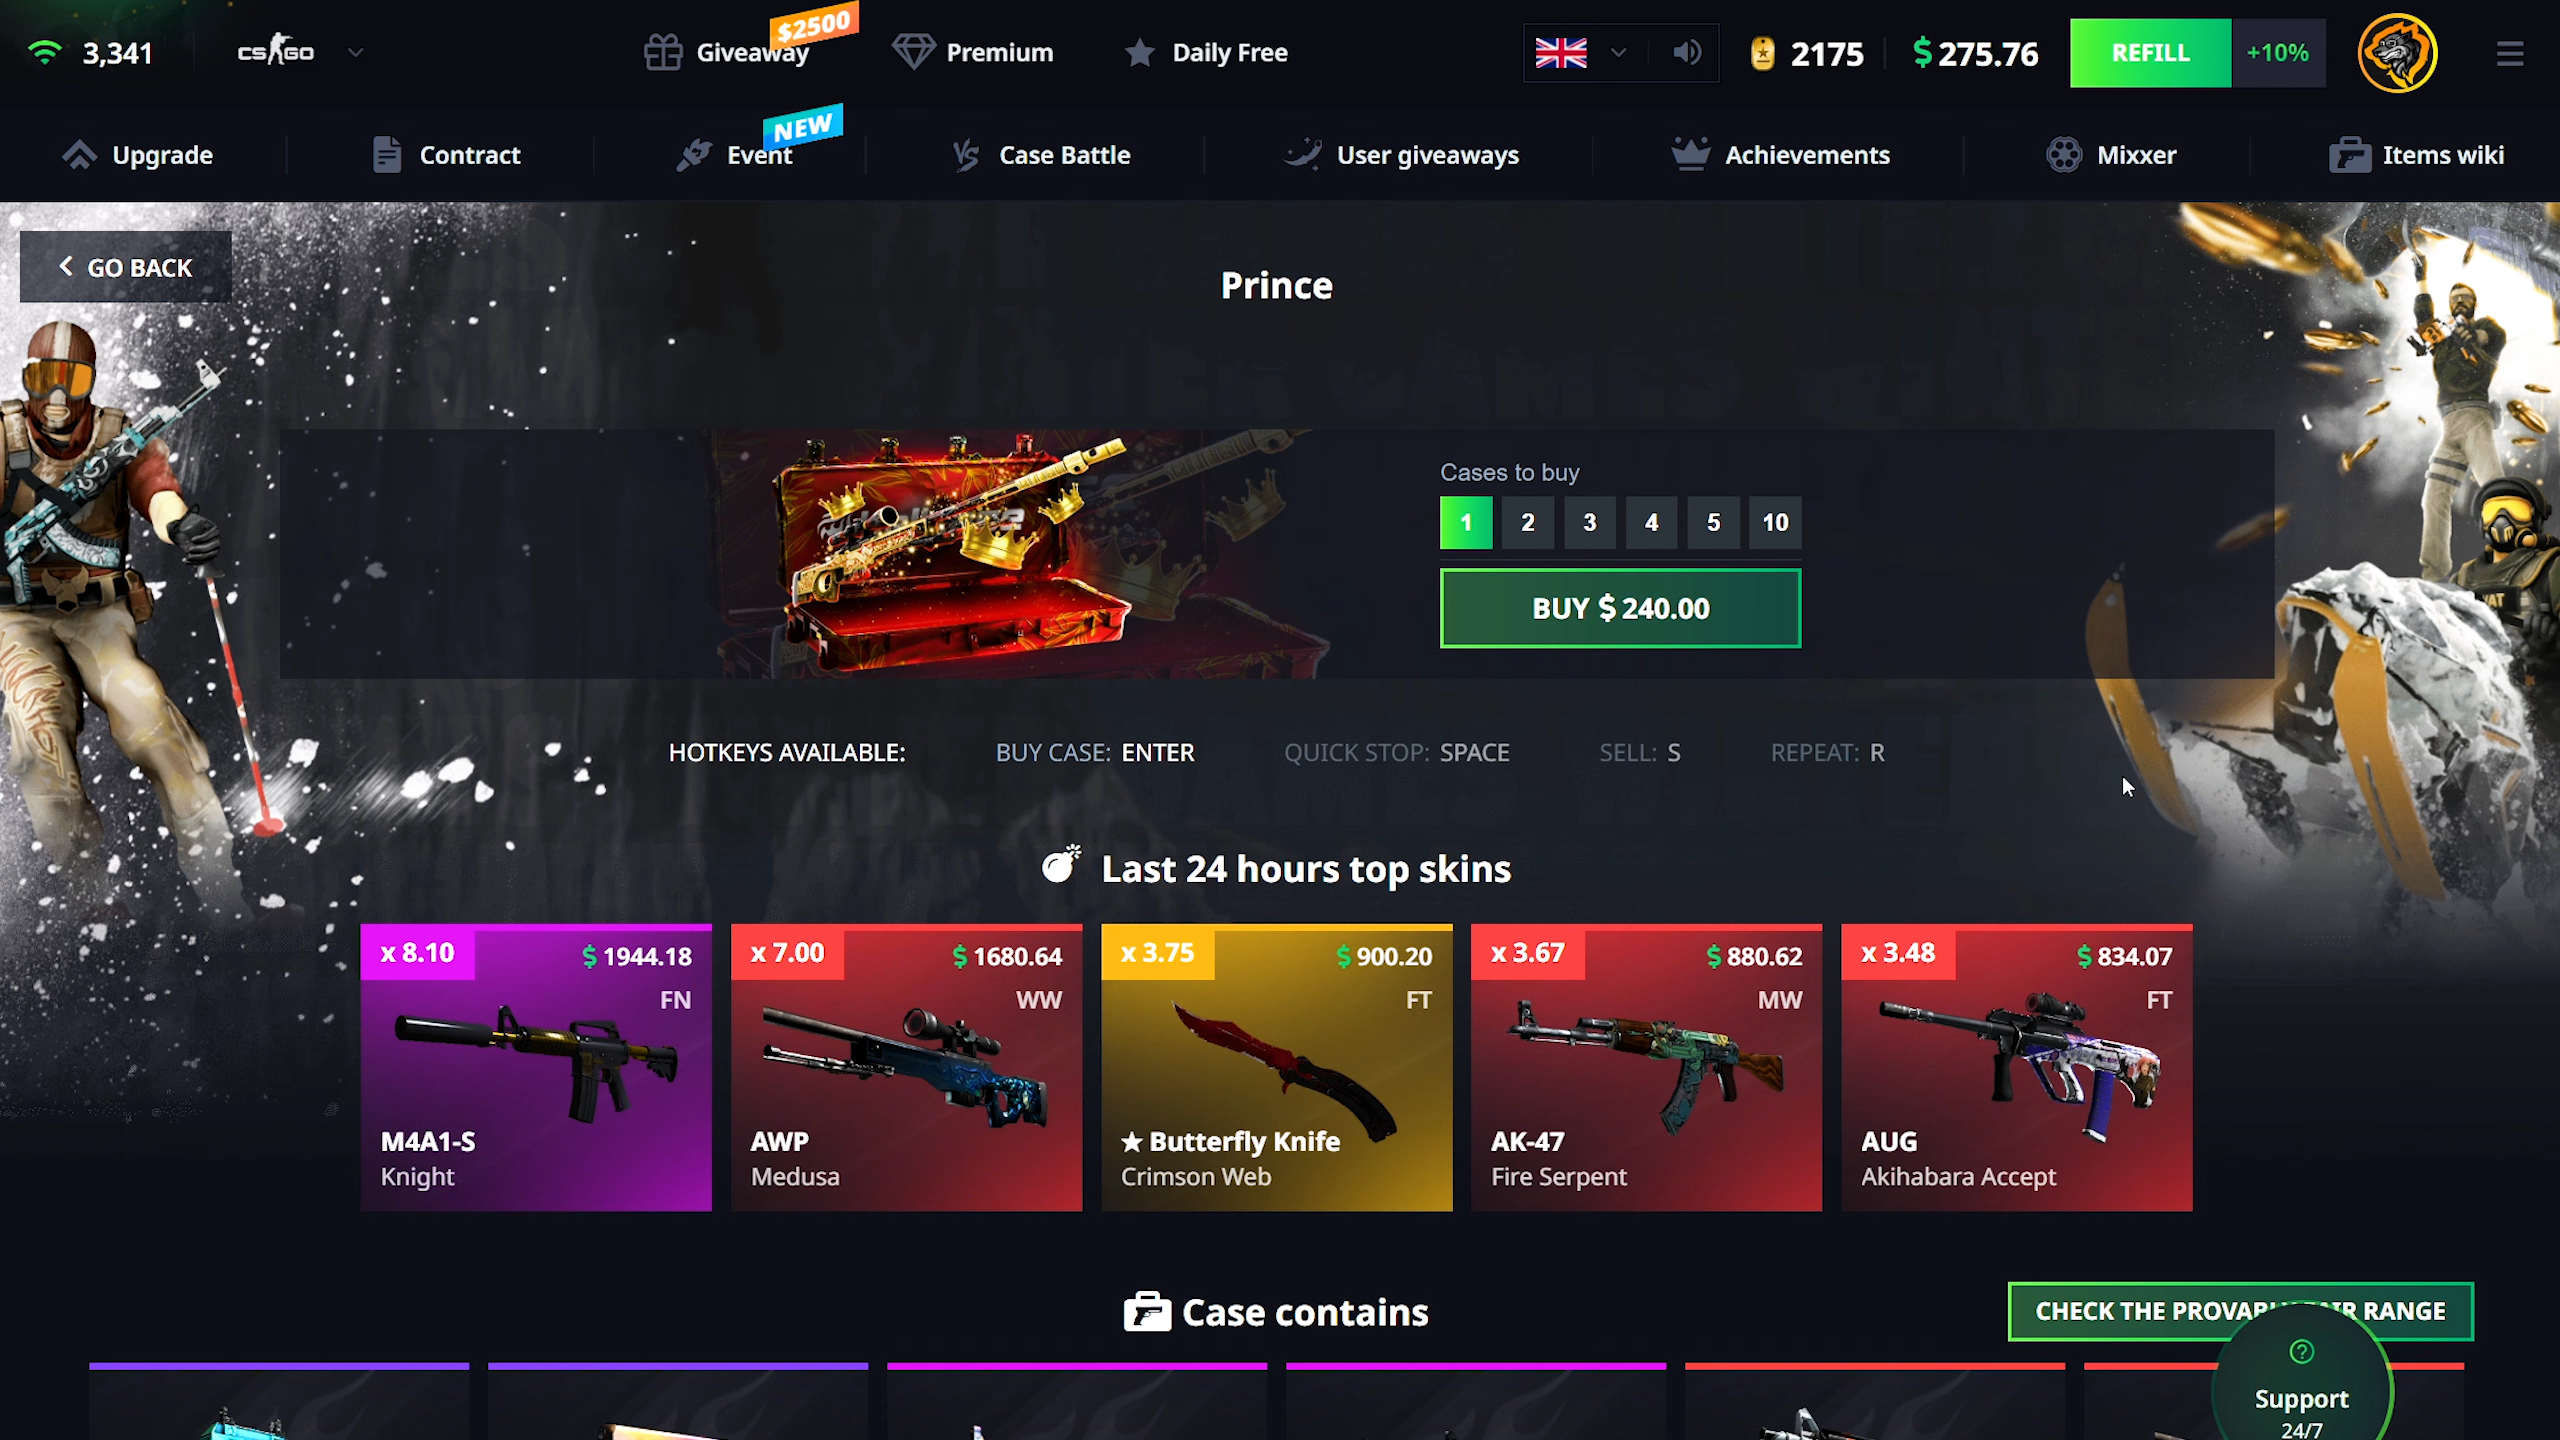 3,341
CS GO
Giveaway
$2500
Premium
Daily Free
2175
$ 275.76
REFILL
+10%
Upgrade
Contract
Event
NEW
Case Battle
User giveaways
Achievements
Mixxer
Items wiki
GO BACK
Prince
Cases to buy
1 2 3 4 5 10
BUY $ 240.00
HOTKEYS AVAILABLE: BUY CASE: ENTER QUICK STOP: SPACE SELL: S REPEAT: R
Last 24 hours top skins
x 8.10 $ 1944.18
FN
M4A1-S
Knight
x 7.00 $ 1680.64
WW
AWP
Medusa
x 3.75 $ 900.20
FT
★ Butterfly Knife
Crimson Web
x 3.67 $ 880.62
MW
AK-47
Fire Serpent
x 3.48 $ 834.07
FT
AUG
Akihabara Accept
Case contains
CHECK THE RANGE
Support
24/7